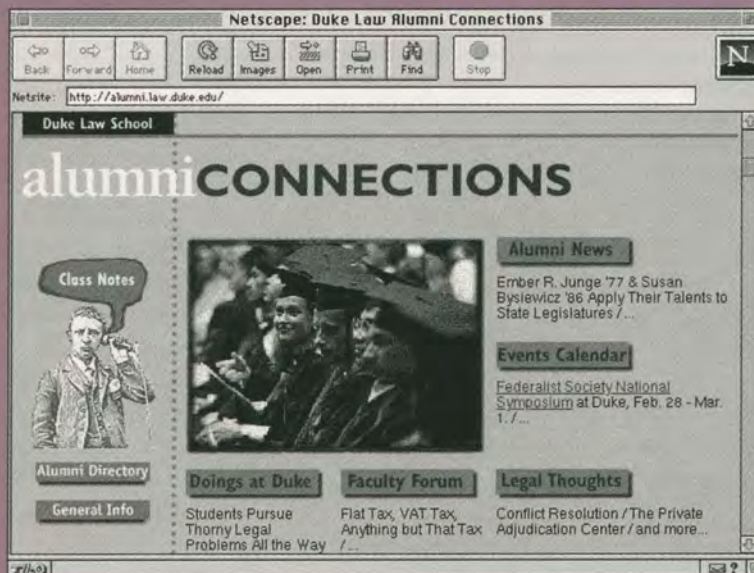 Netscape: Duke Law Alumni Connections
Back Forward Home Reload Images Open Print Find Stop
N
Netsite: http://alumni.law.duke.edu/
Duke Law School
alumniCONNECTIONS
Class Notes
Alumni Directory
General Info
Alumni News
Ember R. Junge '77 & Susan
Bysiewicz '86 Apply Their Talents to
State Legislatures /...
Events Calendar
Federalist Society National
Symposium at Duke, Feb. 28 - Mar.
1. /...
Doings at Duke
Students Pursue
Thorny Legal
Problems All the Way
Faculty Forum
Flat Tax, VAT Tax,
Anything but That Tax
/...
Legal Thoughts
Conflict Resolution / The Private
Adjudication Center / and more...
?